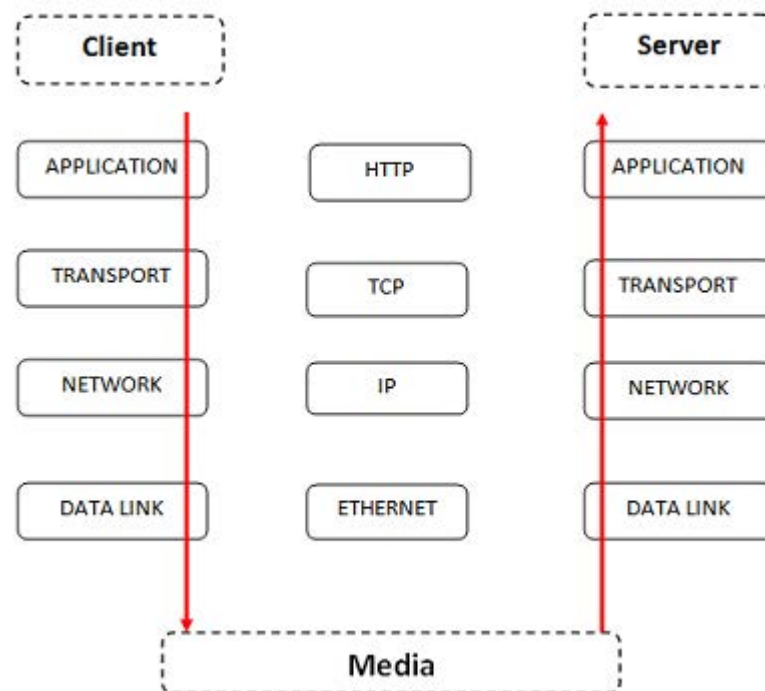 Client
Server
APPLICATION
HTTP
APPLICATION
TRANSPORT
TCP
TRANSPORT
NETWORK
IP
NETWORK
DATA LINK
ETHERNET
DATA LINK
Media